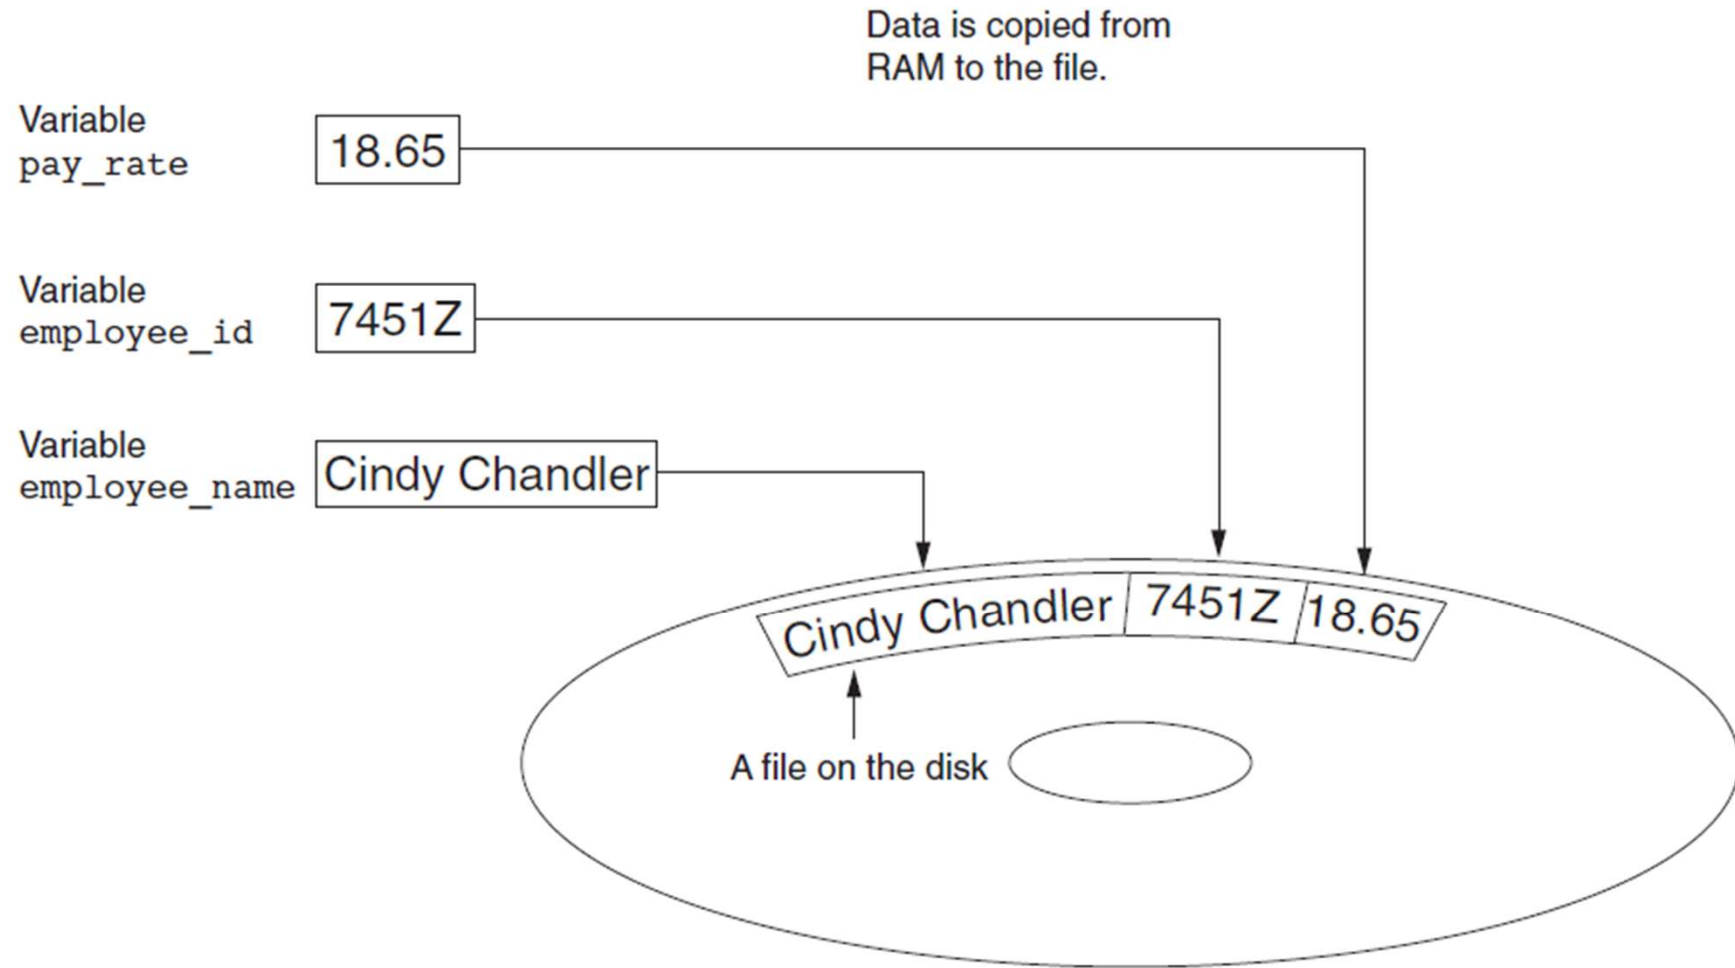 Data is copied from
RAM to the file.
Variable
pay_rate
18.65
Variable
employee_id
7451Z
Variable
employee_name
Cindy Chandler
Cindy Chandler
7451Z
18.65
A file on the disk